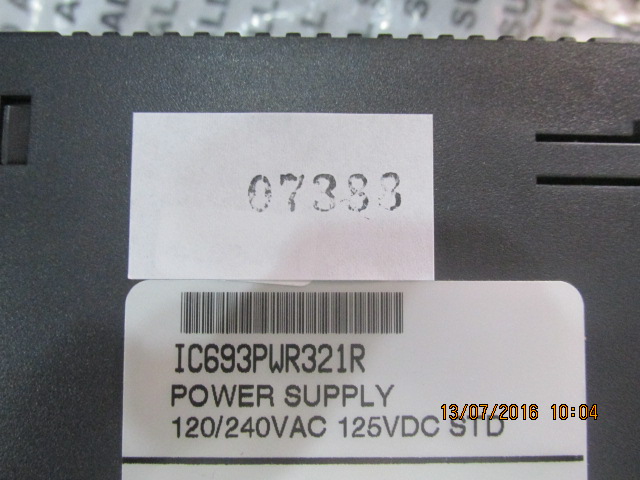 07388
IC693PWR321R
POWER SUPPLY
120/240VAC 125VDC STD
13/07/2016 10:04